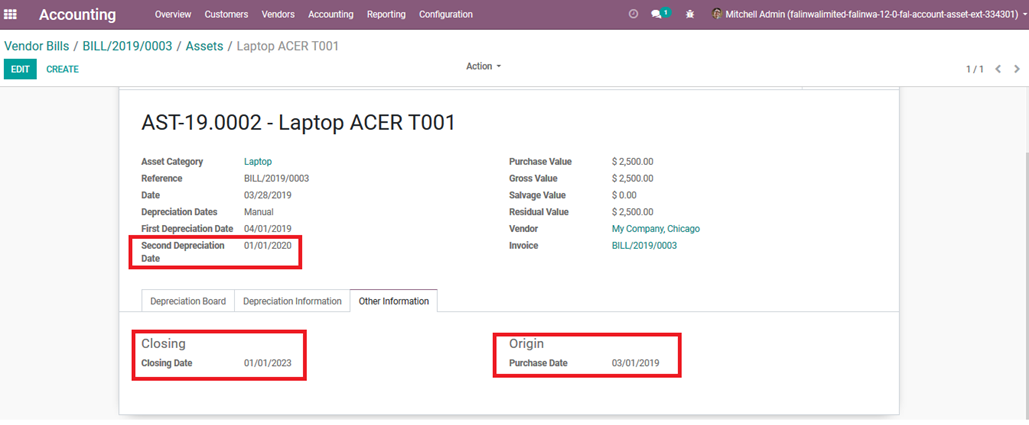 Accounting Overview Customers Vendors Accounting Reporting Configuration 1 Mitchell Admin (falinwalimited-falinwa-12-0-fal-account-asset-ext-334301)
Vendor Bills / BILL/2019/0003 / Assets / Laptop ACER T001
EDIT CREATE Action 1 / 1
AST-19.0002 - Laptop ACER T001
Asset Category Laptop Purchase Value $ 2,500.00
Reference BILL/2019/0003 Gross Value $ 2,500.00
Date 03/28/2019 Salvage Value $ 0.00
Depreciation Dates Manual Residual Value $ 2,500.00
First Depreciation Date 04/01/2019 Vendor My Company, Chicago
Second Depreciation 01/01/2020 Invoice BILL/2019/0003
Date
Depreciation Board Depreciation Information Other Information
Closing Origin
Closing Date 01/01/2023 Purchase Date 03/01/2019